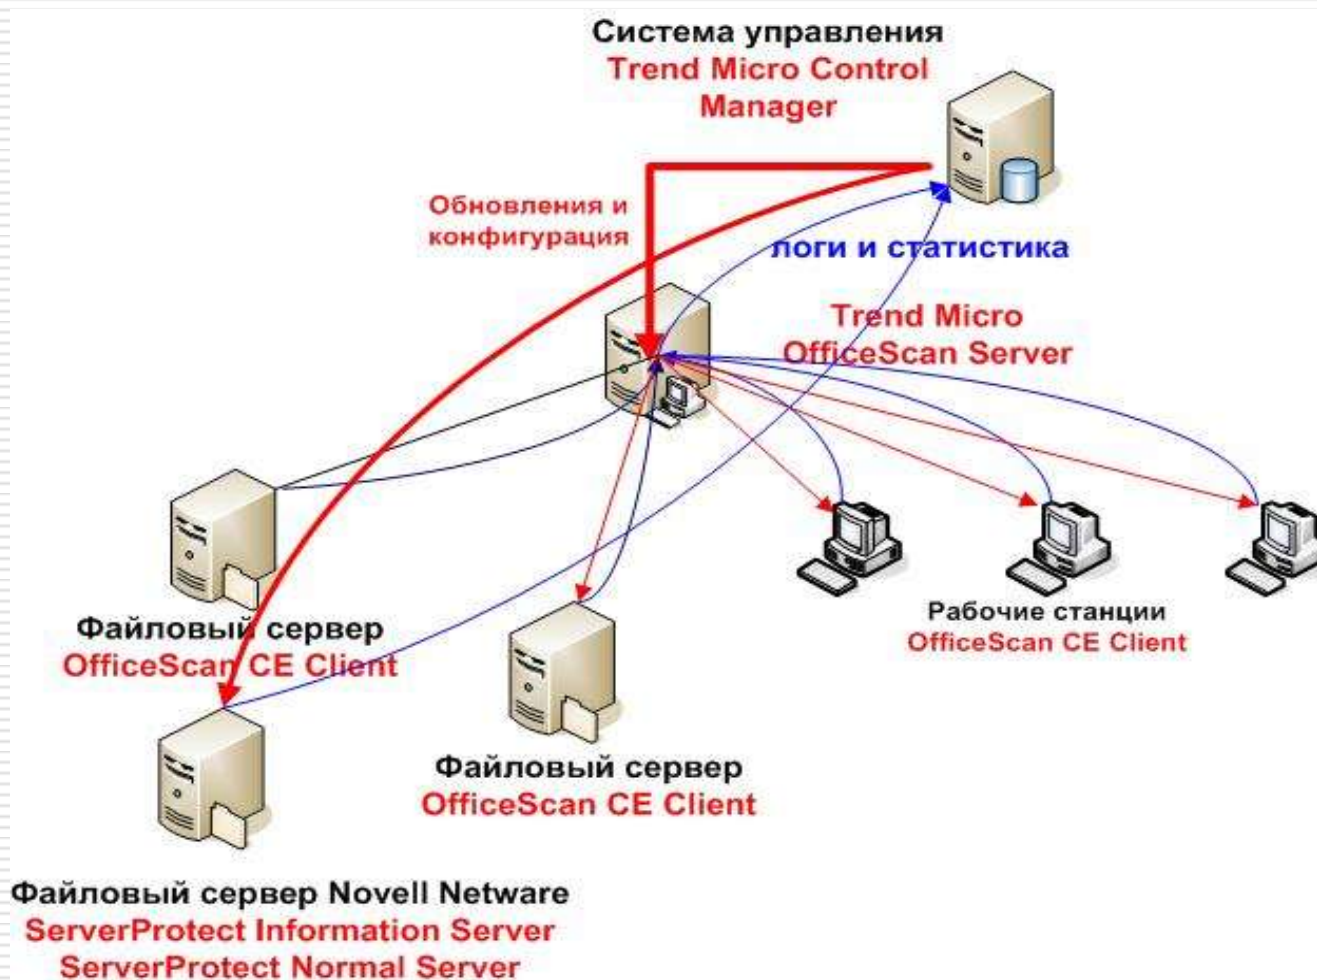 Система управления
Trend Micro Control
Manager
Обновления и
конфигурация
логи и статистика
Trend Micro
OfficeScan Server
Файловый сервер
OfficeScan CE Client
Рабочие станции
OfficeScan CE Client
Файловый сервер
OfficeScan CE Client
Файловый сервер Novell Netware
ServerProtect Information Server
ServerProtect Normal Server